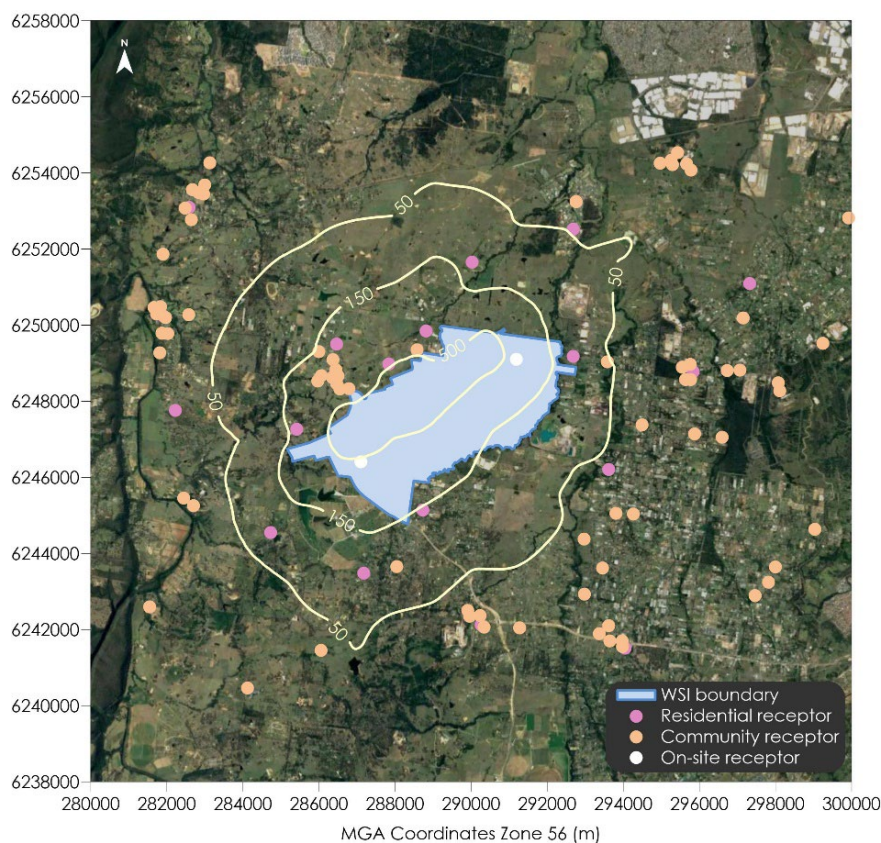 6258000
N
6256000
6254000
50
6252000
50
150
6250000
500
50
6248000
6246000
150
6244000
6242000
50
6240000
WSI boundary
Residential receptor
Community receptor
On-site receptor
6238000
280000 282000 284000 286000 288000 290000 292000 294000 296000 298000 300000
MGA Coordinates Zone 56 (m)